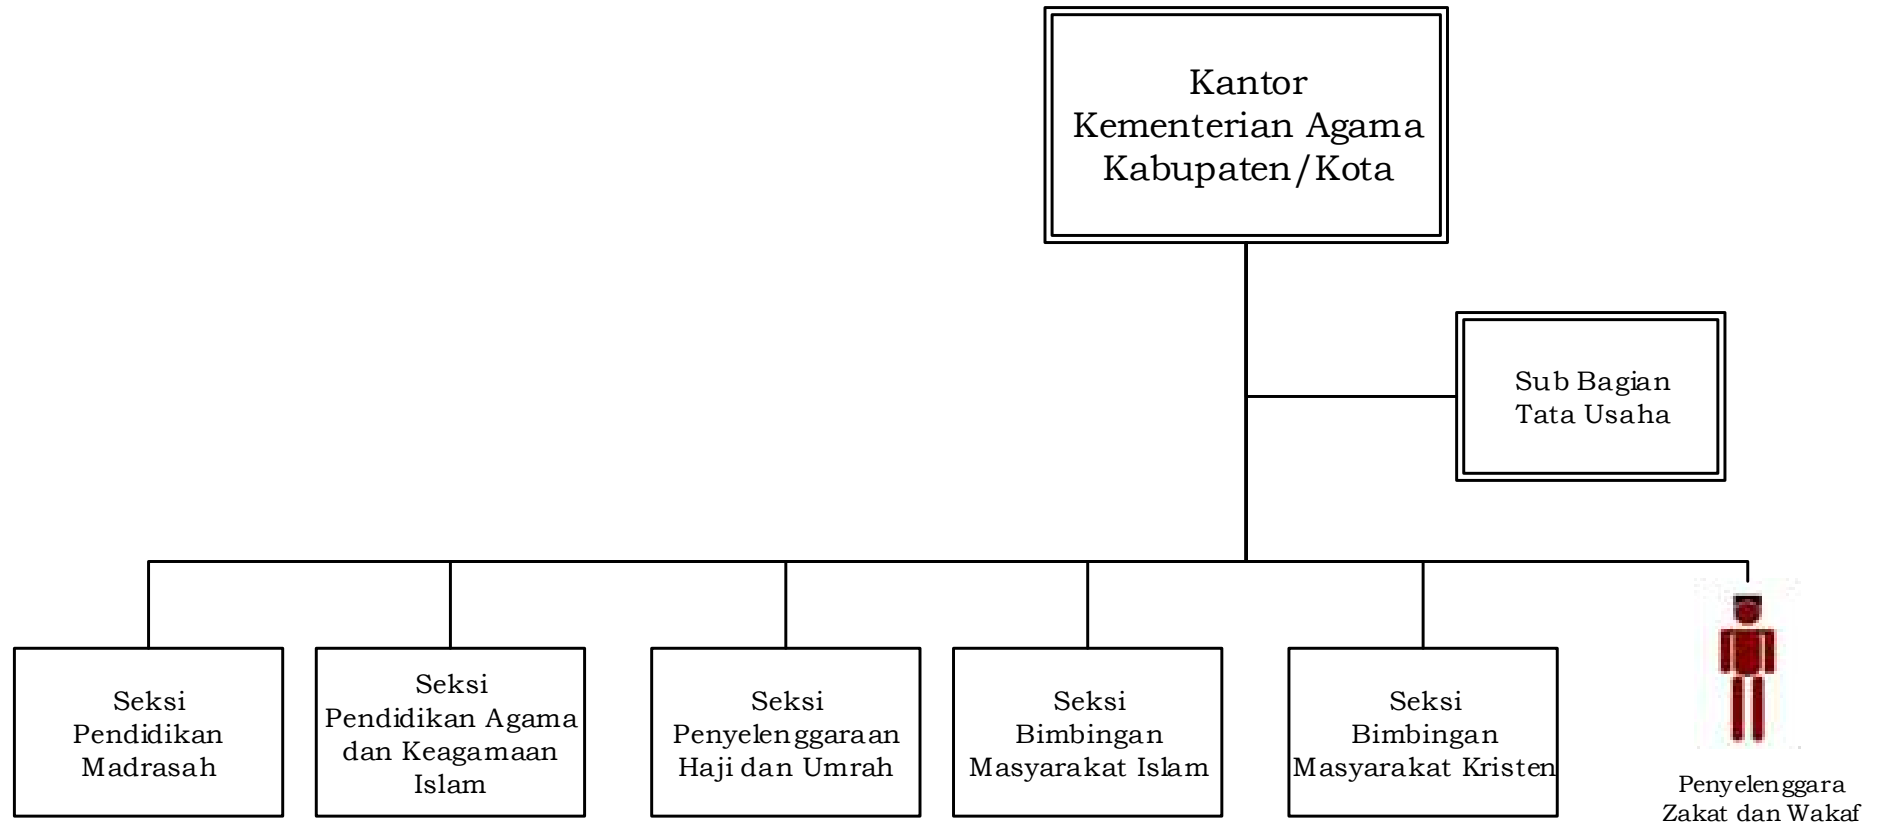 Kantor
Kementerian Agama
Kabupaten/Kota
Sub Bagian
Tata Usaha
Seksi
Pendidikan
Madrasah
Seksi
Pendidikan Agama
dan Keagamaan
Islam
Seksi
Penyelenggaraan
Haji dan Umrah
Seksi
Bimbingan
Masyarakat Islam
Seksi
Bimbingan
Masyarakat Kristen
Penyelenggara
Zakat dan Wakaf